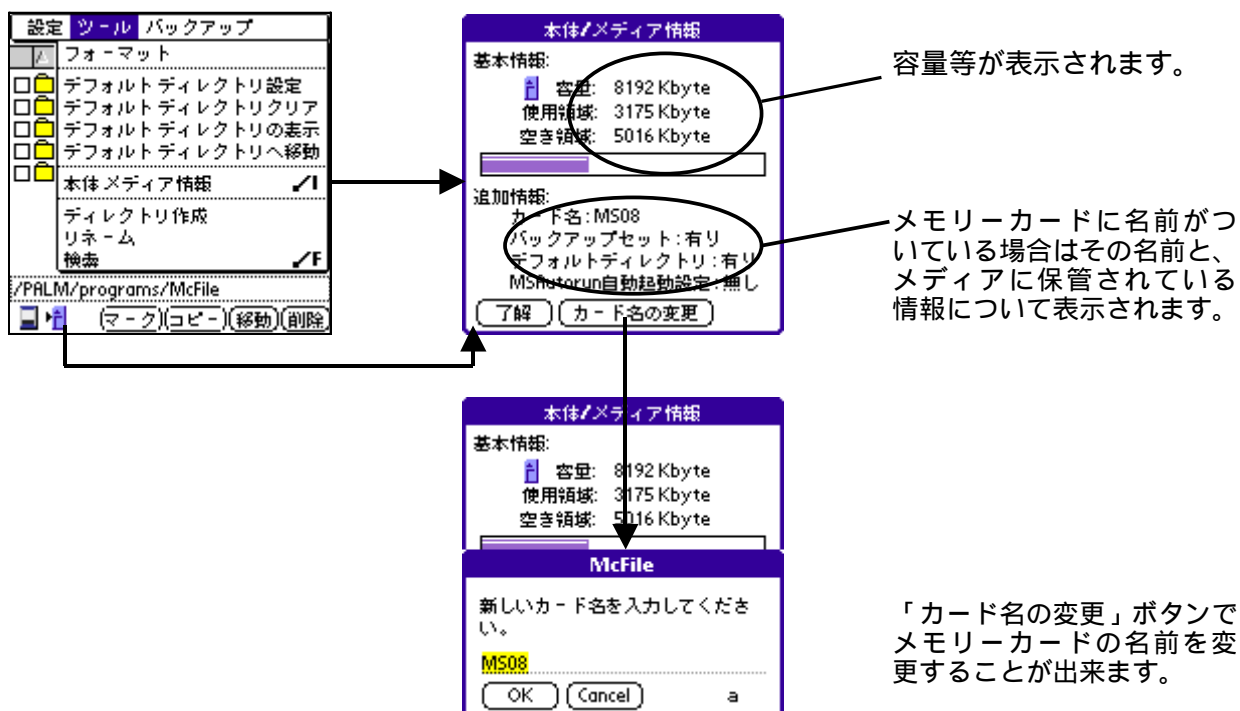 設定 ツール バックアップ
フォーマット
デフォルトディレクトリ設定
デフォルトディレクトリクリア
デフォルトディレクトリの表示
デフォルトディレクトリへ移動
本体メディア情報 /I
ディレクトリ作成
リネーム
検索 /F
/PALM/programs/McFile
マーク コピー 移動 削除
本体/メディア情報
基本情報:
容量: 8192 Kbyte
使用領域: 3175 Kbyte
空き領域: 5016 Kbyte
追加情報:
カード名:MS08
バックアップセット:有り
デフォルトディレクトリ:有り
MSAutorun自動起動設定:無し
了解 カード名の変更
容量等が表示されます。
メモリーカードに名前がつ
いている場合はその名前と、
メディアに保管されている
情報について表示されます。
本体/メディア情報
基本情報:
容量: 8192 Kbyte
使用領域: 3175 Kbyte
空き領域: 5016 Kbyte
McFile
新しいカード名を入力してくださ
い。
MS08
OK Cancel a
「カード名の変更」ボタンで
メモリーカードの名前を変
更することが出来ます。